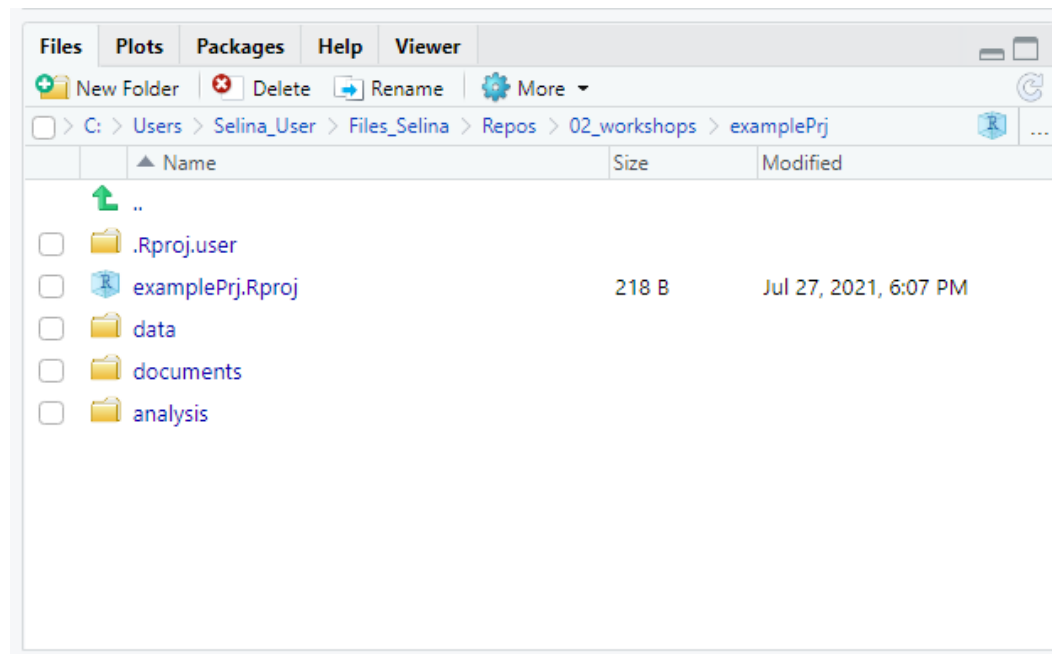 Files Plots Packages Help Viewer
New Folder Delete Rename More
C: > Users > Selina_User > Files_Selina > Repos > 02_workshops > examplePrj R ...
Name Size Modified
..
.Rproj.user
R examplePrj.Rproj 218 B Jul 27, 2021, 6:07 PM
data
documents
analysis